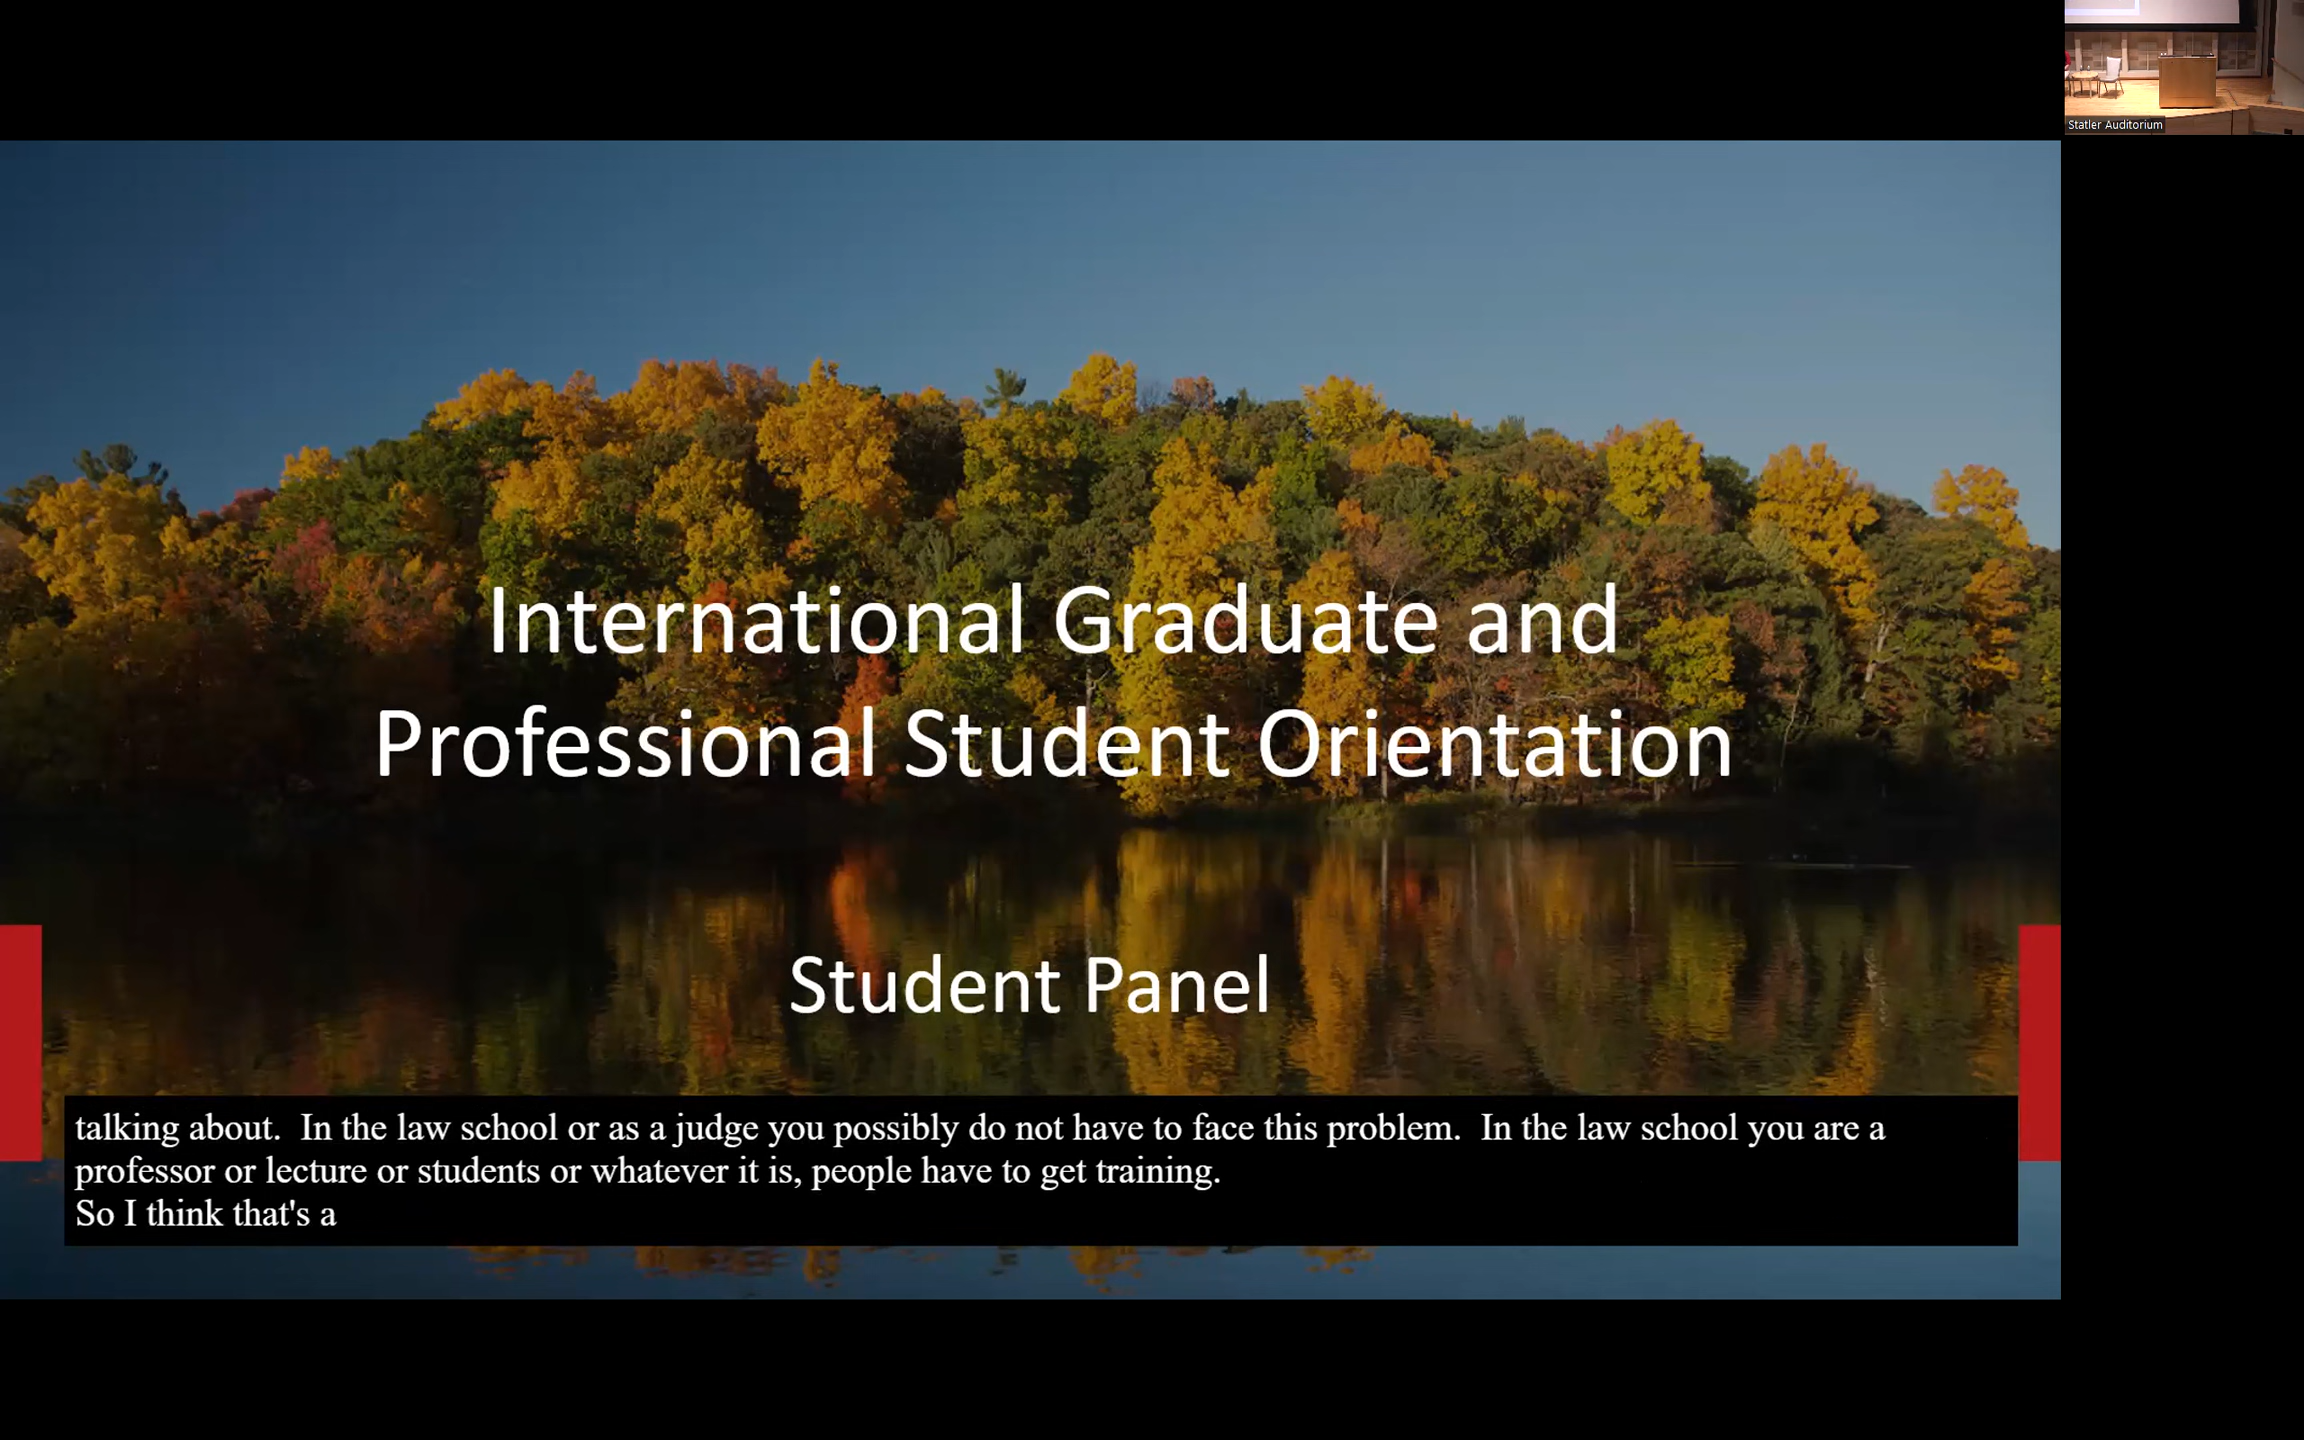 Statler Auditorium
International Graduate and
Professional Student Orientation
Student Panel
talking about.  In the law school or as a judge you possibly do not have to face this problem.  In the law school you are a
professor or lecture or students or whatever it is, people have to get training.
So I think that's a